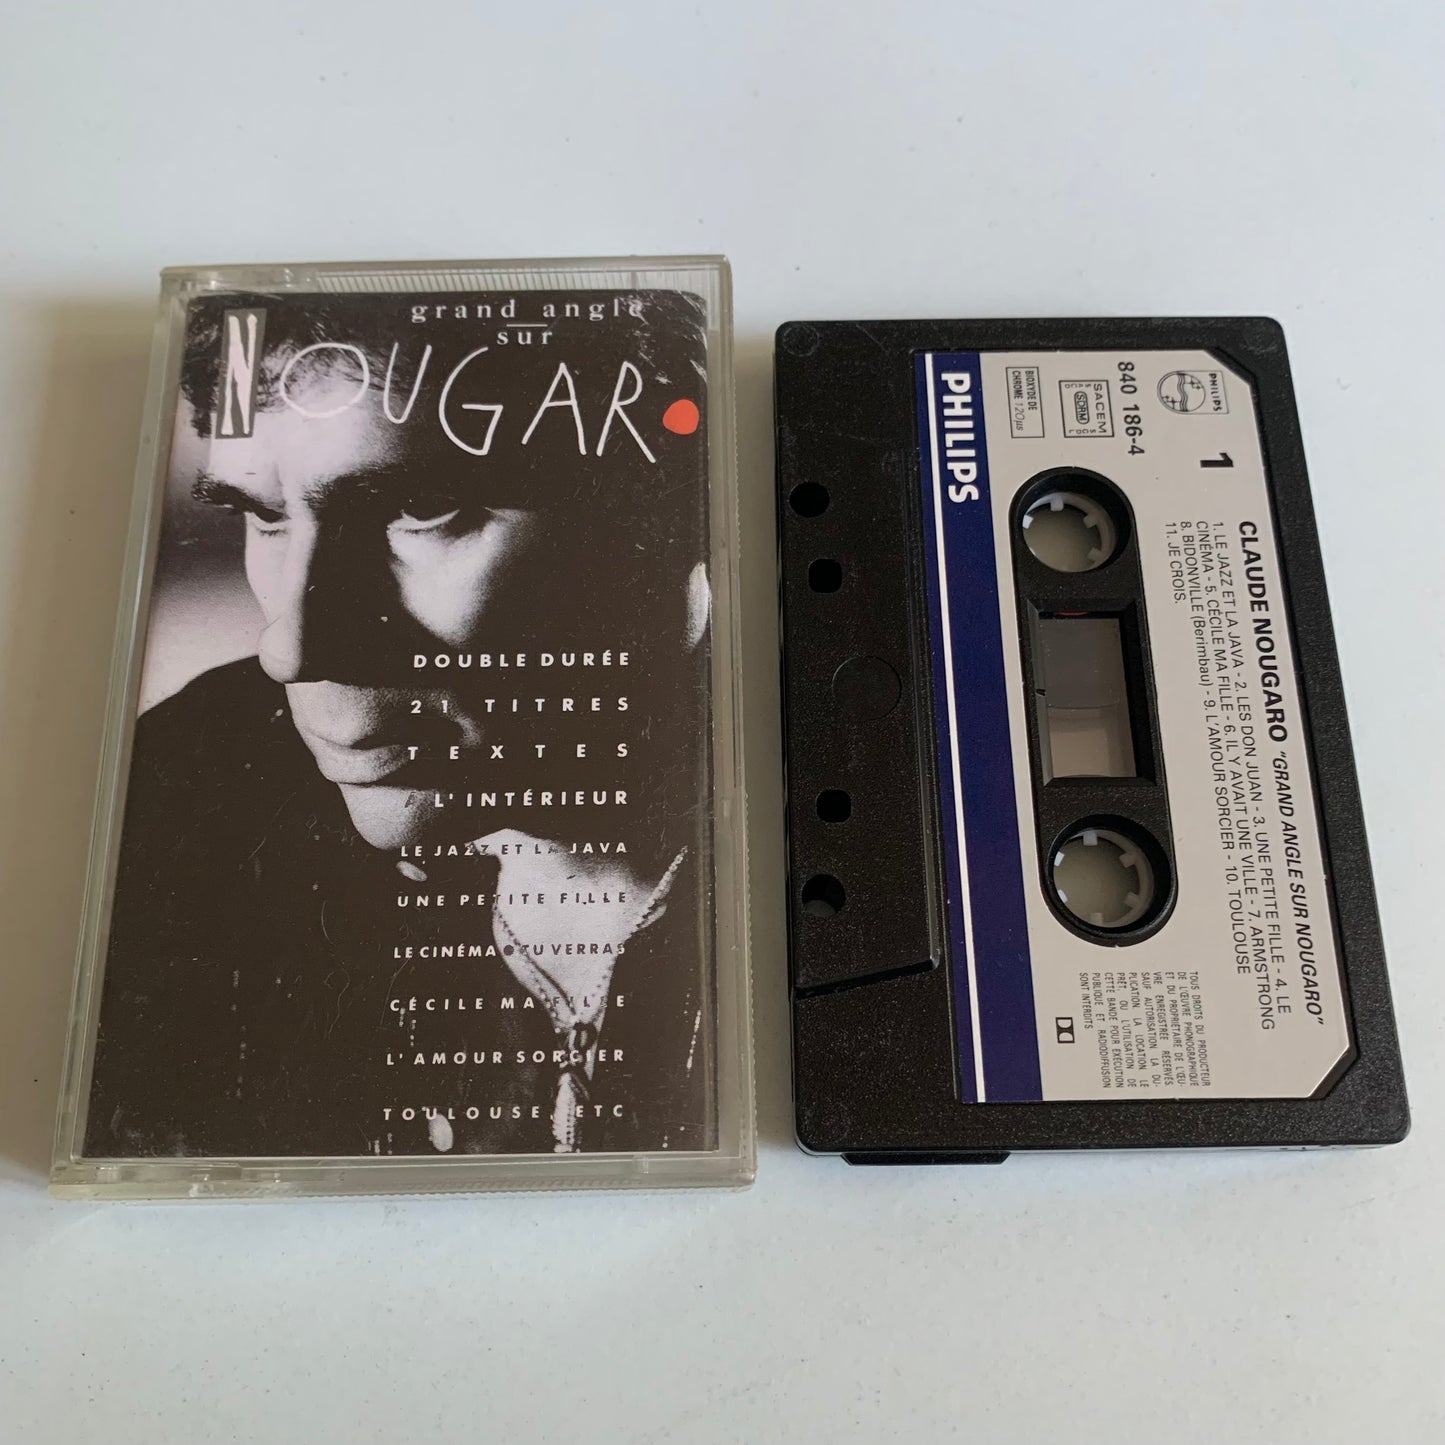 grand angle
sur
NOUGAR●
DOUBLE DURÉE
21 TITRES
TEXTES
A L'INTÉRIEUR
LE JAZZ ET LA JAVA
UNE PETITE FILLE
LE CINÉMA ● TU VERRAS
CÉCILE MA FILLE
L'AMOUR SORCIER
TOULOUSE, ETC
PHILIPS
PHILIPS
BIOXYDE DE
CHROME 120µs
SACEM
SDRM
SACD
SGDL
840 186-4
1
CLAUDE NOUGARO "GRAND ANGLE SUR NOUGARO"
1. LE JAZZ ET LA JAVA - 2. LES DON JUAN - 3. UNE PETITE FILLE - 4. LE
CINÉMA - 5. CÉCILE MA FILLE - 6. IL Y AVAIT UNE VILLE - 7. ARMSTRONG
8. BIDONVILLE (Berimbau) - 9. L'AMOUR SORCIER - 10. TOULOUSE
11. JE CROIS.
TOUS DROITS DU PRODUCTEUR
DE L'ŒUVRE PHONOGRAPHIQUE
ET DU PROPRIÉTAIRE DE L'ŒU-
VRE ENREGISTRÉE RÉSERVÉS.
SAUF AUTORISATION LA DU-
PLICATION LA LOCATION LE
PRÊT, OU L'UTILISATION DE
CETTE BANDE POUR EXÉCUTION
PUBLIQUE ET RADIODIFFUSION
SONT INTERDITS.